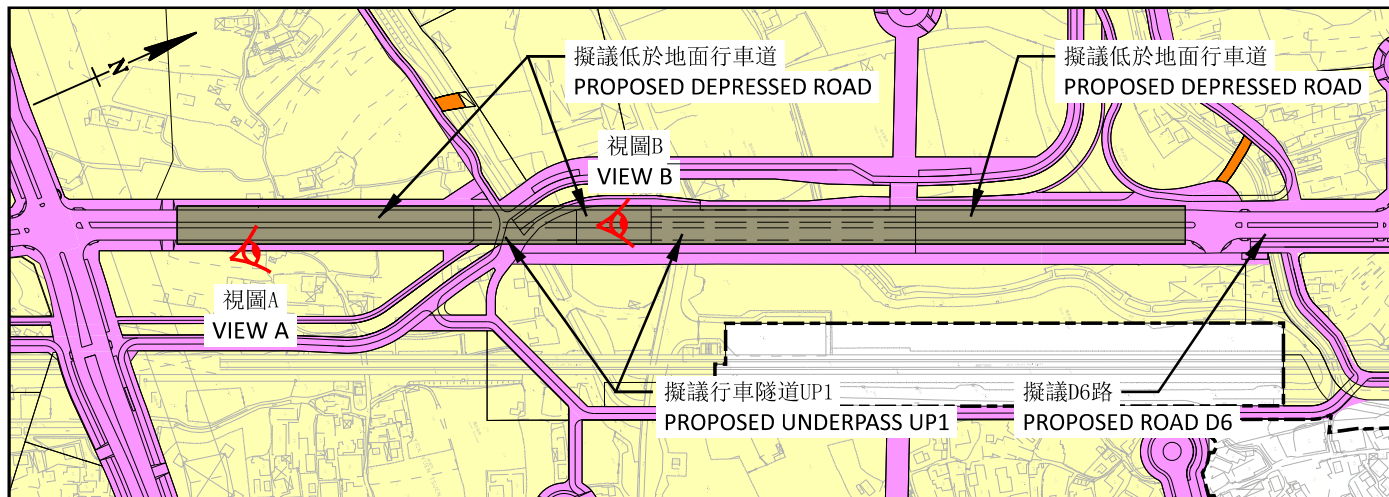 N
擬議低於地面行車道
PROPOSED DEPRESSED ROAD
擬議低於地面行車道
PROPOSED DEPRESSED ROAD
視圖B
VIEW B
視圖A
VIEW A
擬議行車隧道UP1
PROPOSED UNDERPASS UP1
擬議D6路
PROPOSED ROAD D6